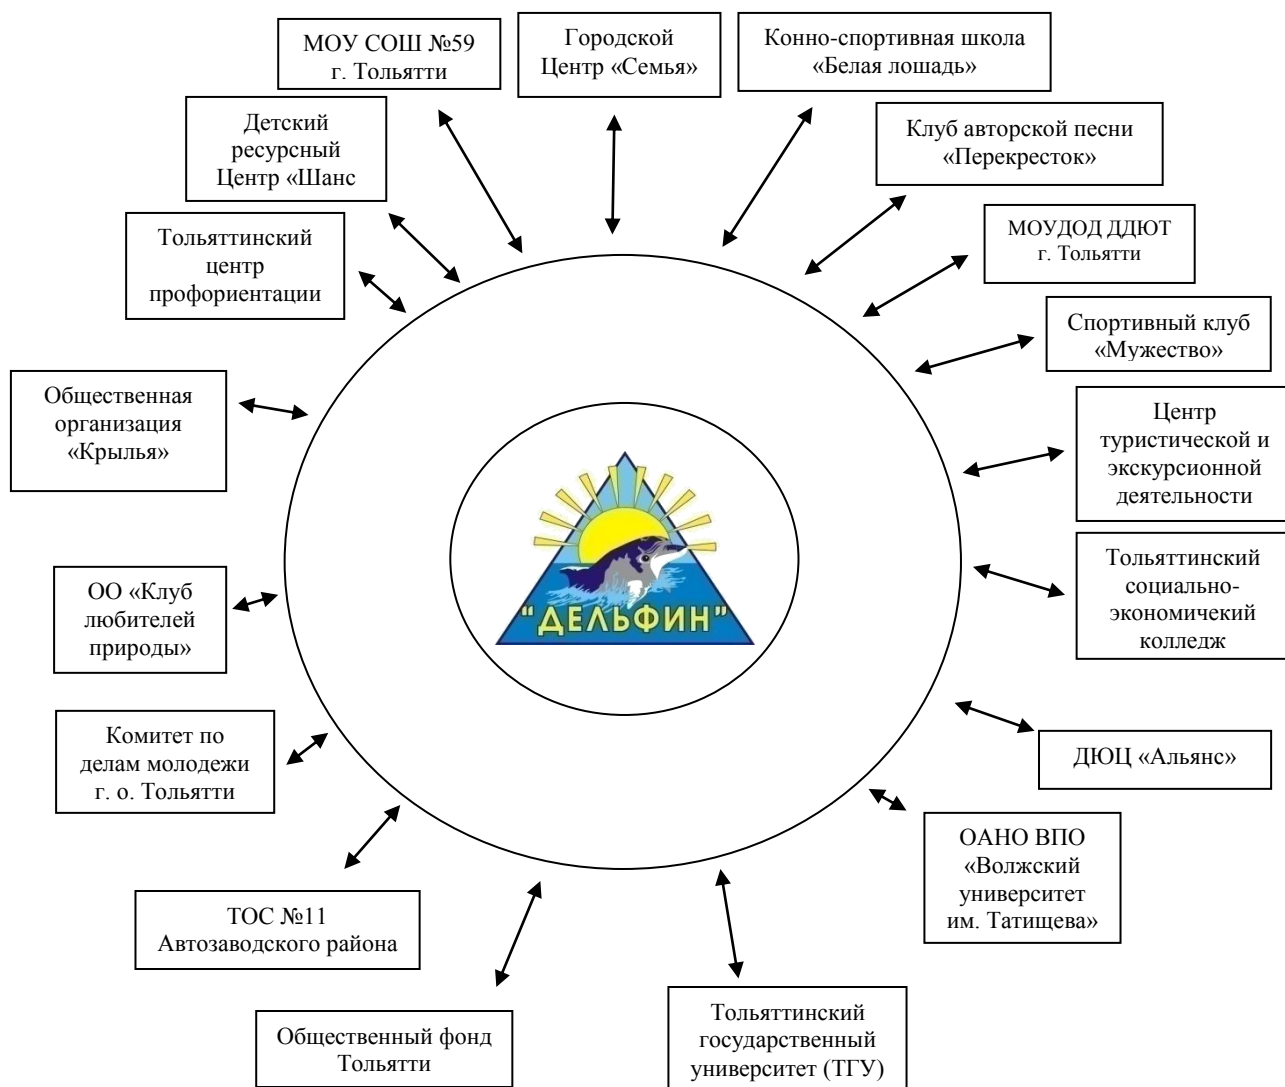 МОУ СОШ №59
г. Тольятти
Городской
Центр «Семья»
Конно-спортивная школа
«Белая лошадь»
Детский
ресурсный
Центр «Шанс
Клуб авторской песни
«Перекресток»
Тольяттинский
центр
профориентации
МОУДОД ДДЮТ
г. Тольятти
Спортивный клуб
«Мужество»
Общественная
организация
«Крылья»
Центр
туристической и
экскурсионной
деятельности
"ДЕЛЬФИН"
ОО «Клуб
любителей
природы»
Тольяттинский
социально-
экономичекий
колледж
Комитет по
делам молодежи
г. о. Тольятти
ДЮЦ «Альянс»
ОАНО ВПО
«Волжский
университет
им. Татищева»
ТОС №11
Автозаводского района
Общественный фонд
Тольятти
Тольяттинский
государственный
университет (ТГУ)